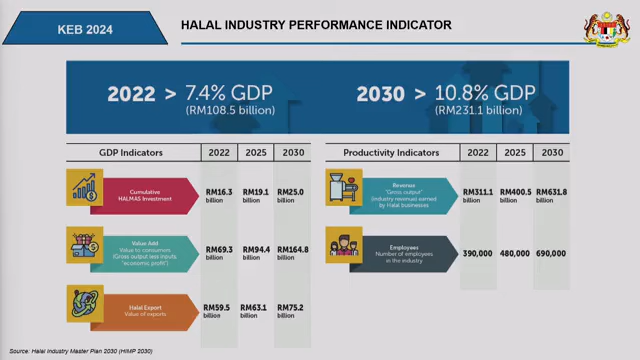 KEB 2024
HALAL INDUSTRY PERFORMANCE INDICATOR
2022 > 7.4% GDP
(RM108.5 billion)
2030 > 10.8% GDP
(RM231.1 billion)
GDP Indicators 2022 2025 2030
Cumulative
HALMAS Investment
RM16.3 billion
RM19.1 billion
RM25.0 billion
Value Add
Value to consumers
(Gross output less inputs,
"economic profit")
RM69.3 billion
RM94.4 billion
RM164.8 billion
Halal Export
Value of exports
RM59.5 billion
RM63.1 billion
RM75.2 billion
Productivity Indicators 2022 2025 2030
Revenue
"Gross output"
(Industry revenue) earned
by Halal businesses
RM311.1 billion
RM400.5 billion
RM631.8 billion
Employees
Number of employees
in the industry
390,000 480,000 690,000
Source: Halal Industry Master Plan 2030 (HIMP 2030)